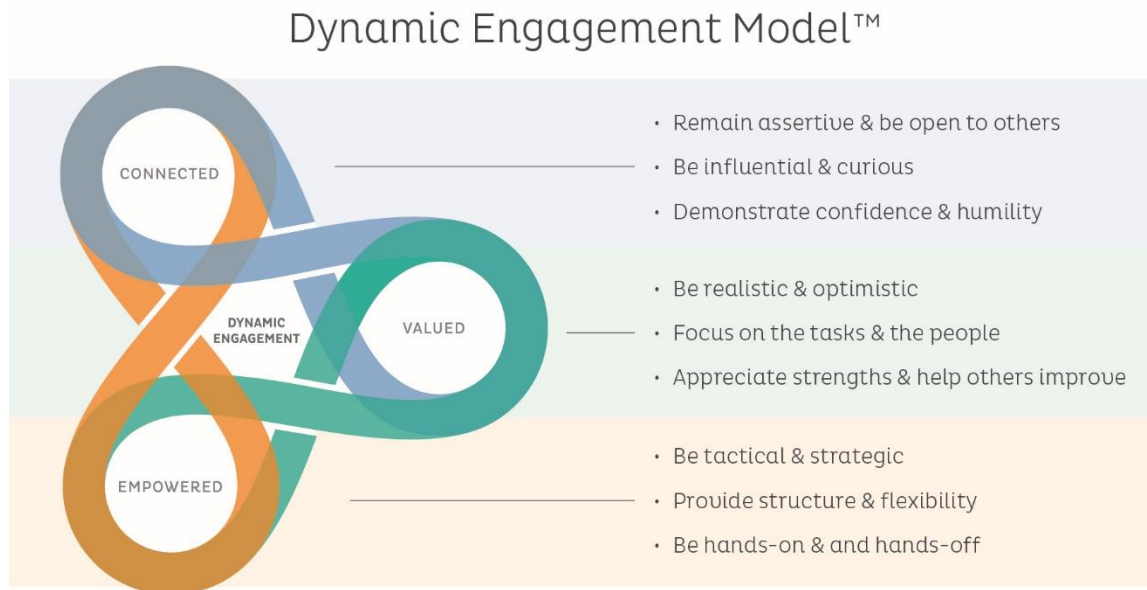 Dynamic Engagement Model™
CONNECTED
• Remain assertive & be open to others
• Be influential & curious
• Demonstrate confidence & humility
DYNAMIC
ENGAGEMENT
VALUED
• Be realistic & optimistic
• Focus on the tasks & the people
• Appreciate strengths & help others improve
EMPOWERED
• Be tactical & strategic
• Provide structure & flexibility
• Be hands-on & and hands-off